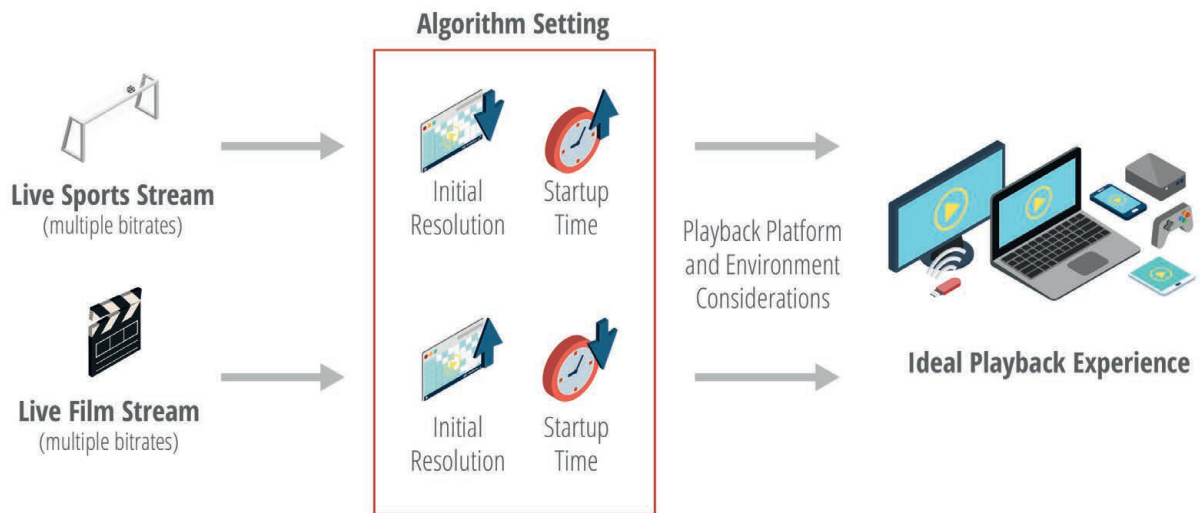 Algorithm Setting
Live Sports Stream
(multiple bitrates)
Initial
Resolution
Startup
Time
Playback Platform
and Environment
Considerations
Live Film Stream
(multiple bitrates)
Initial
Resolution
Startup
Time
Ideal Playback Experience